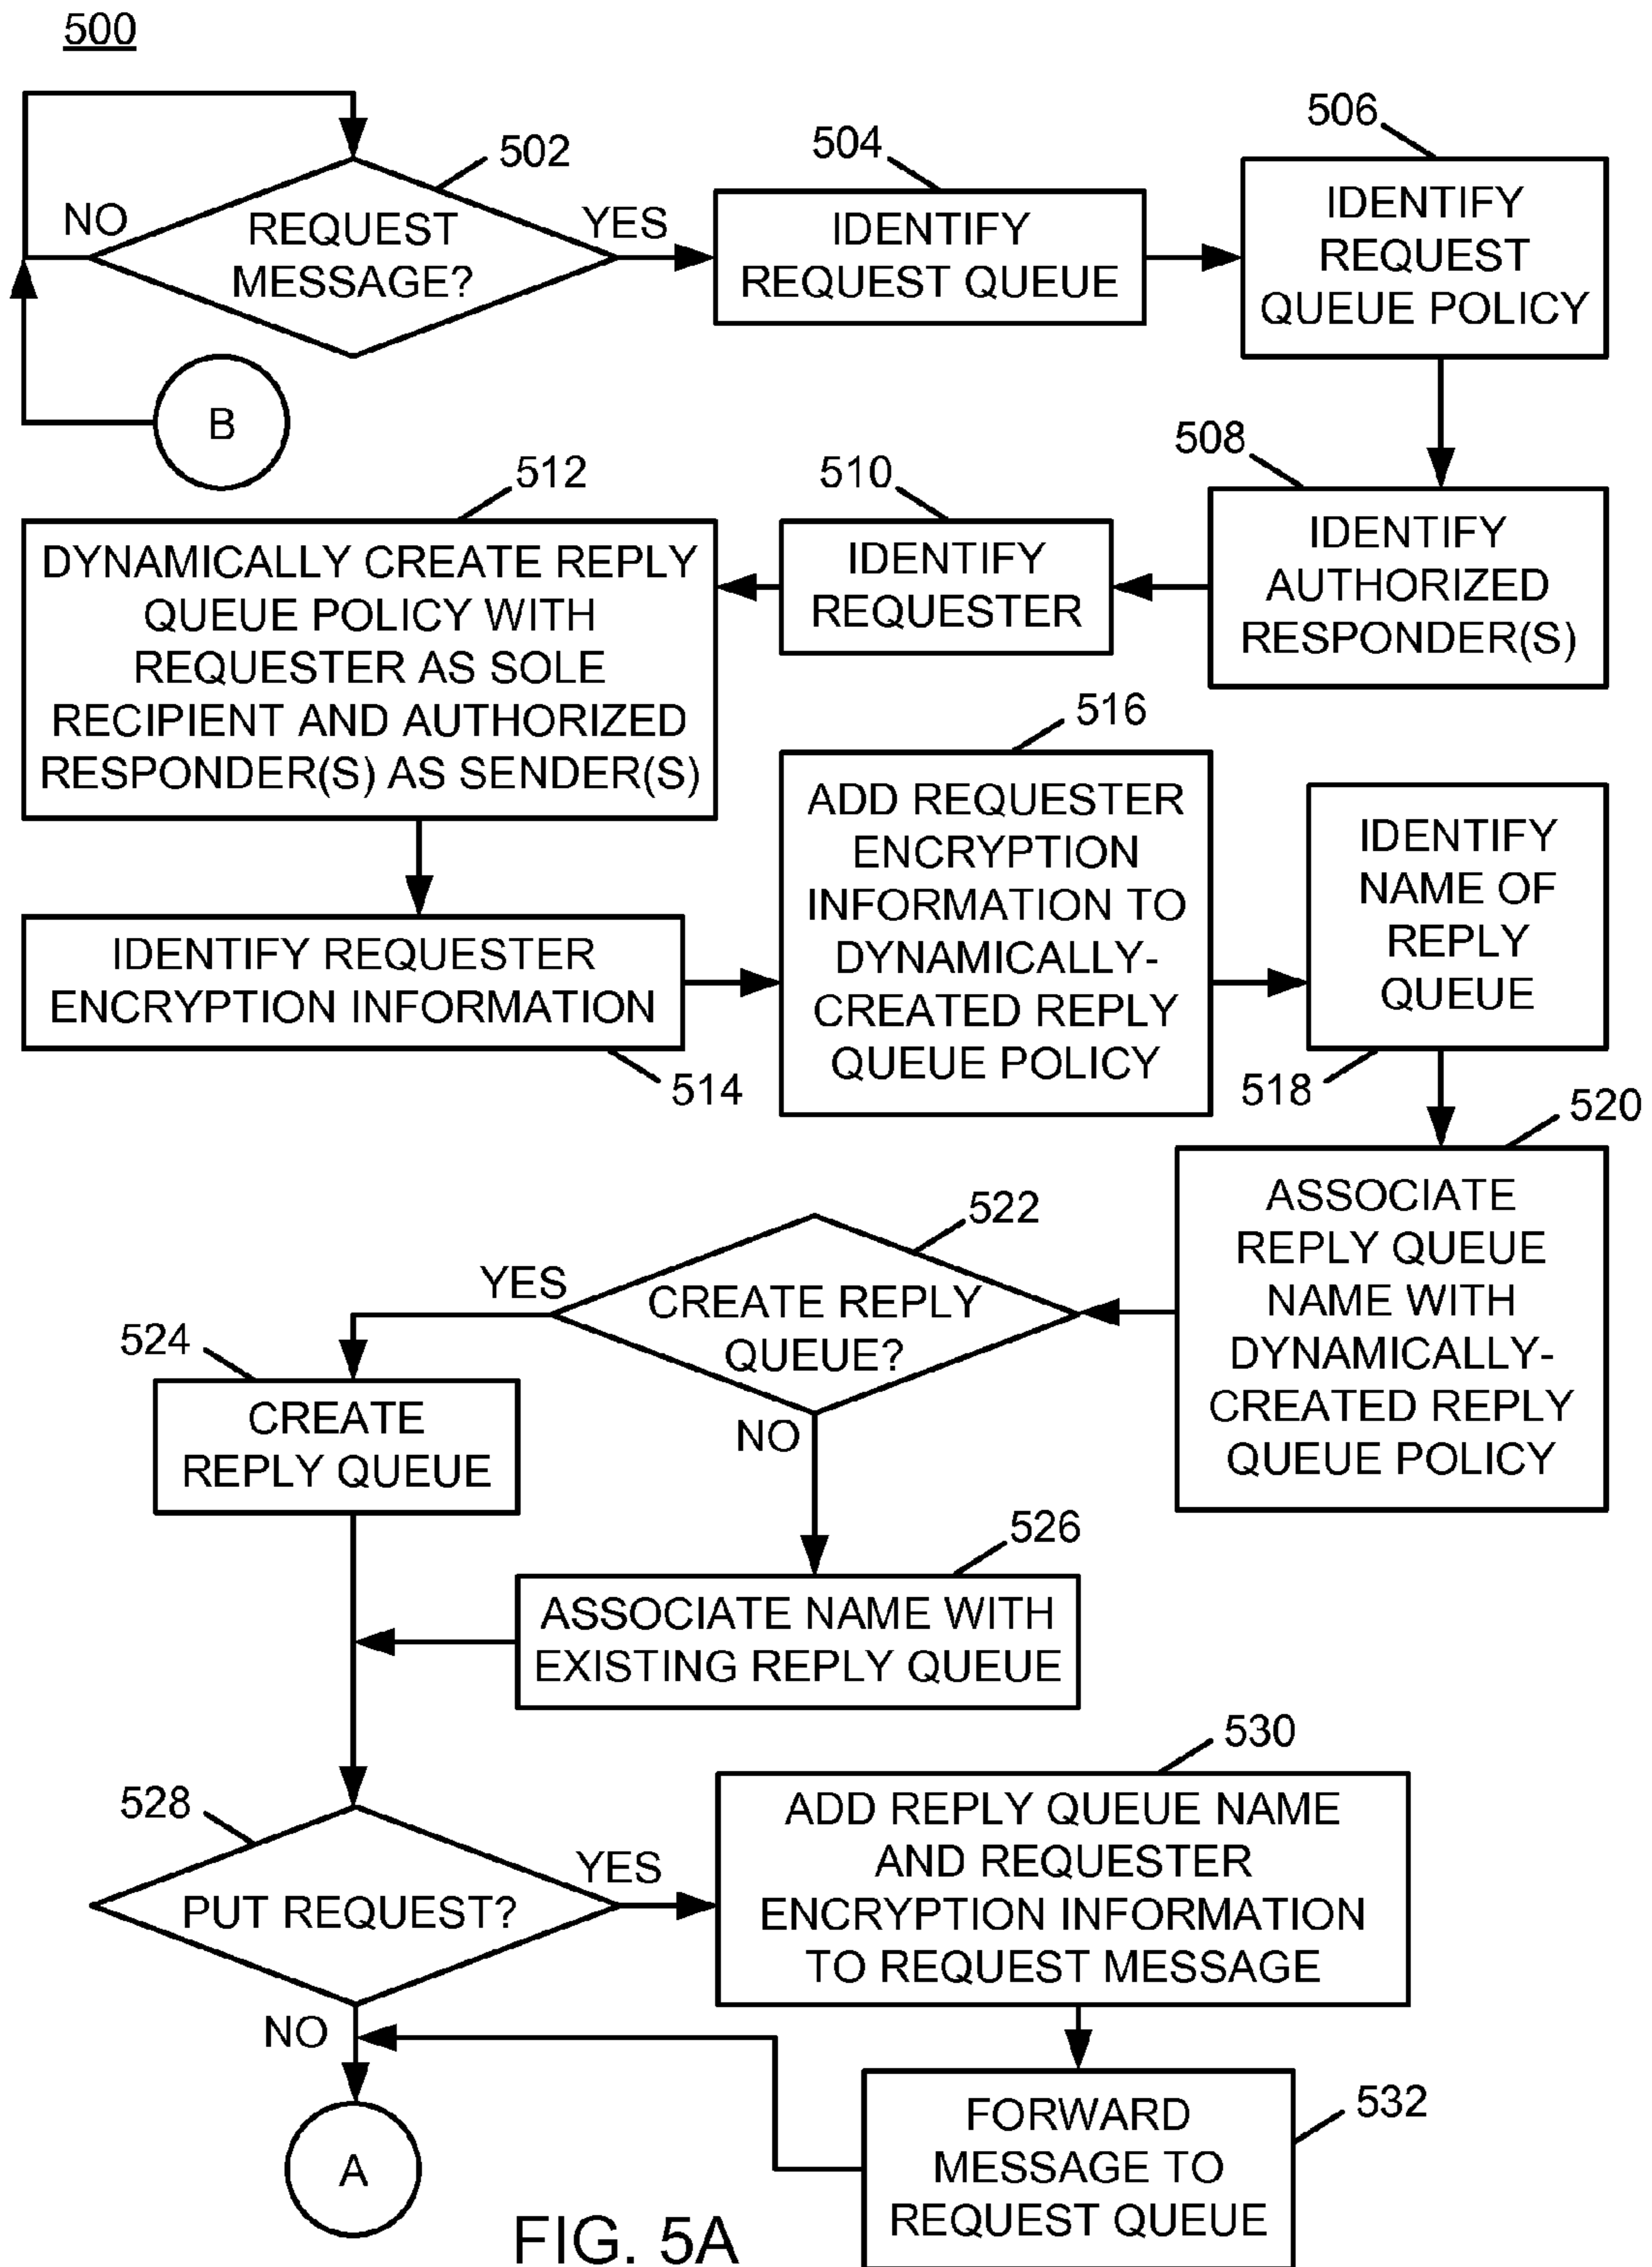 500
502
NO
REQUEST
MESSAGE?
YES
504
IDENTIFY
REQUEST QUEUE
506
IDENTIFY
REQUEST
QUEUE POLICY
B
508
IDENTIFY
AUTHORIZED
RESPONDER(S)
510
IDENTIFY
REQUESTER
512
DYNAMICALLY CREATE REPLY
QUEUE POLICY WITH
REQUESTER AS SOLE
RECIPIENT AND AUTHORIZED
RESPONDER(S) AS SENDER(S)
IDENTIFY REQUESTER
ENCRYPTION INFORMATION
514
516
ADD REQUESTER
ENCRYPTION
INFORMATION TO
DYNAMICALLY-
CREATED REPLY
QUEUE POLICY
IDENTIFY
NAME OF
REPLY
QUEUE
518
520
ASSOCIATE
REPLY QUEUE
NAME WITH
DYNAMICALLY-
CREATED REPLY
QUEUE POLICY
522
CREATE REPLY
QUEUE?
YES
NO
524
CREATE
REPLY QUEUE
526
ASSOCIATE NAME WITH
EXISTING REPLY QUEUE
528
PUT REQUEST?
YES
NO
530
ADD REPLY QUEUE NAME
AND REQUESTER
ENCRYPTION INFORMATION
TO REQUEST MESSAGE
532
FORWARD
MESSAGE TO
REQUEST QUEUE
A
FIG. 5A